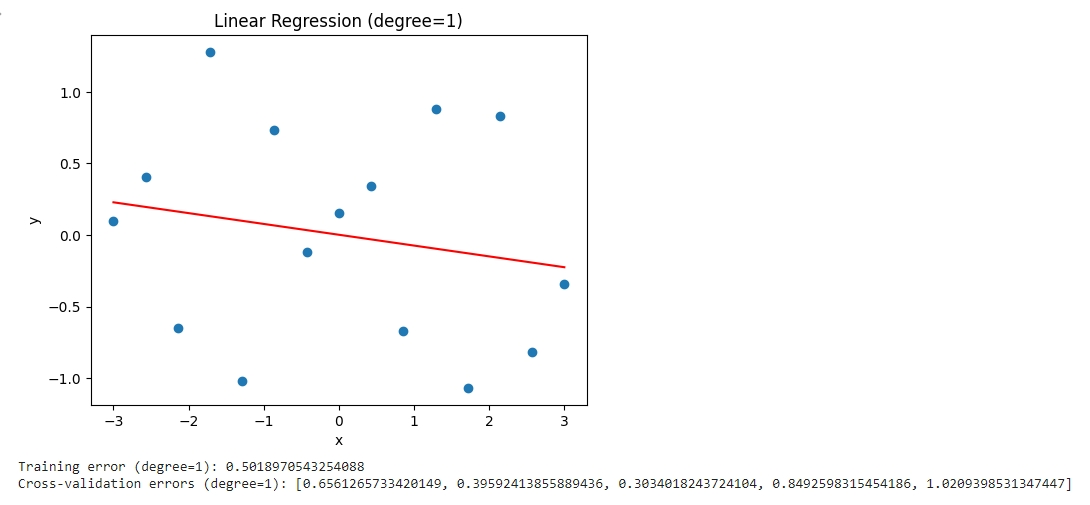 Linear Regression (degree=1)
1.0
0.5
0.0
−0.5
−1.0
y
−3 −2 −1 0 1 2 3
x
Training error (degree=1): 0.5018970543254088
Cross-validation errors (degree=1): [0.6561265733420149, 0.39592413855889436, 0.3034018243724104, 0.8492598315454186, 1.0209398531347447]